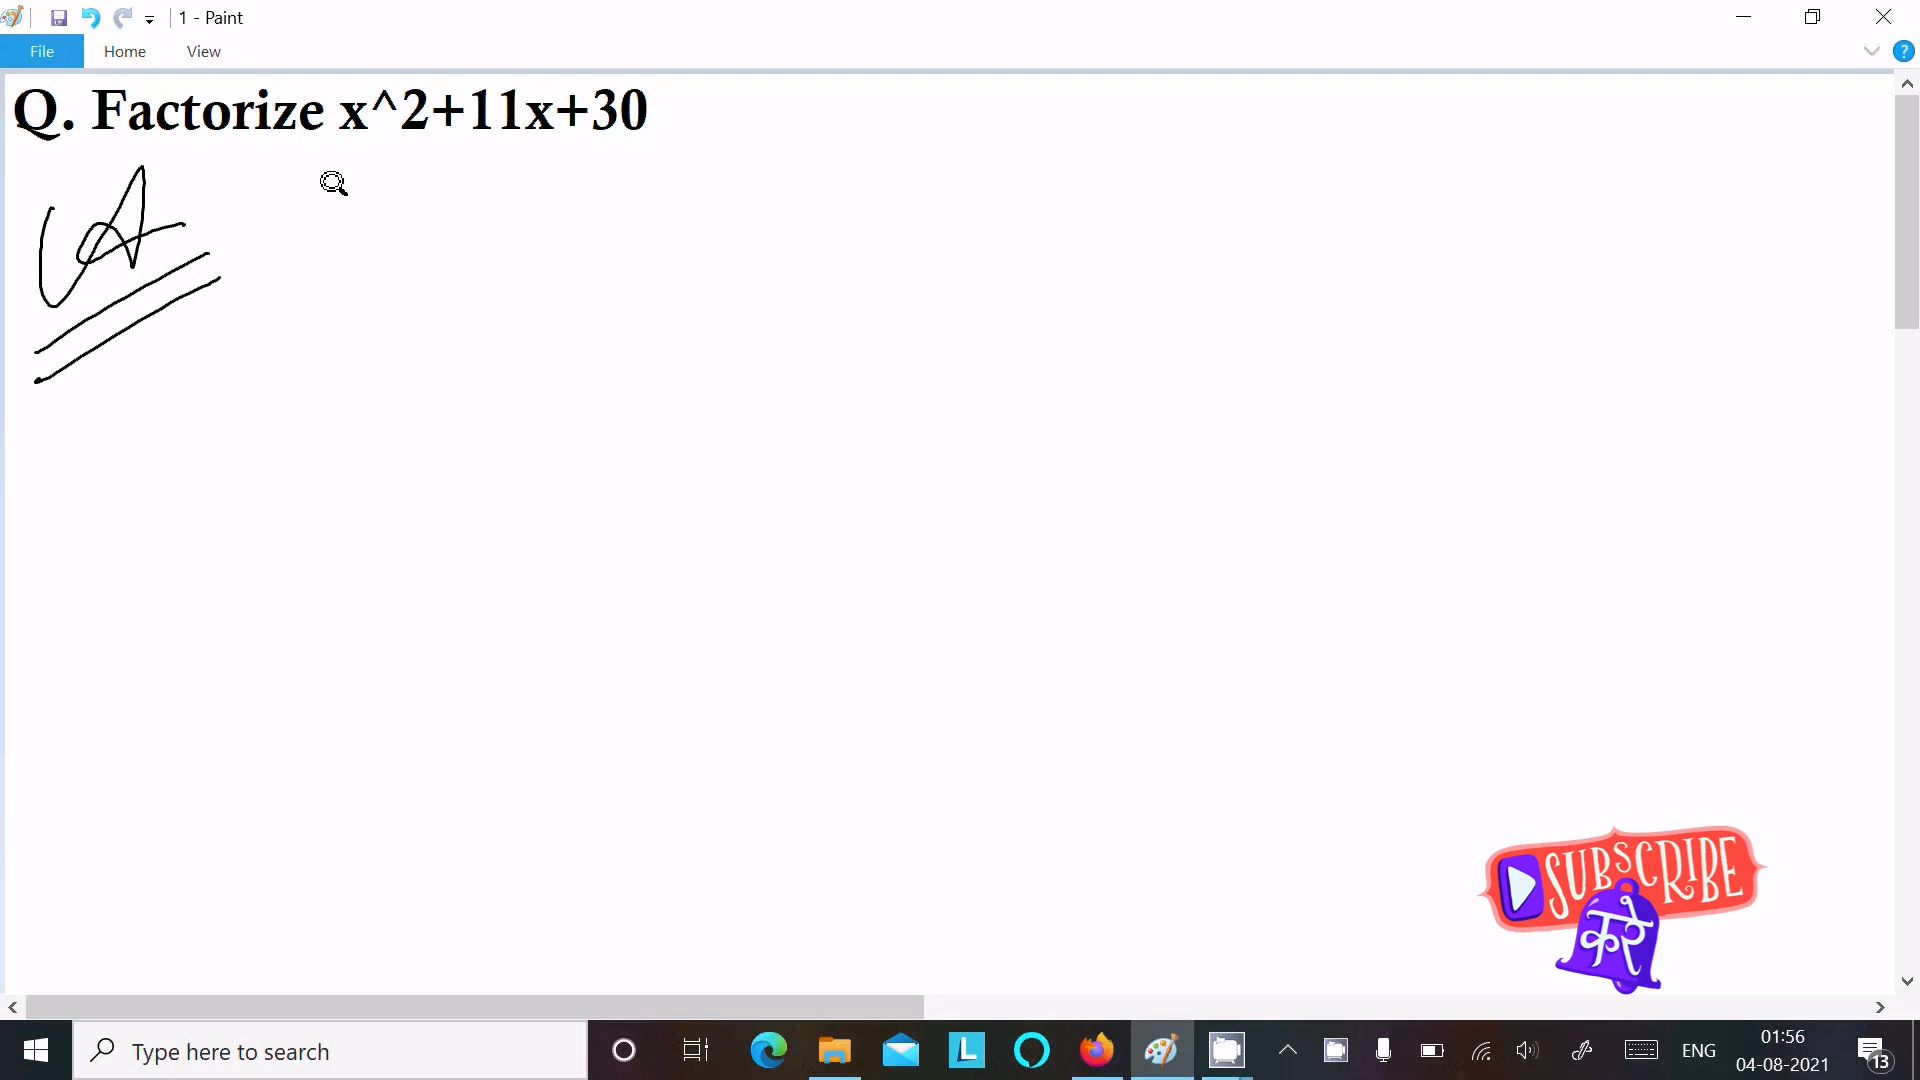 1 - Paint
File Home View
Q. Factorize x^2+11x+30
A
SUBSCRIBE
करे
Type here to search
L
ENG
01:56
04-08-2021
13